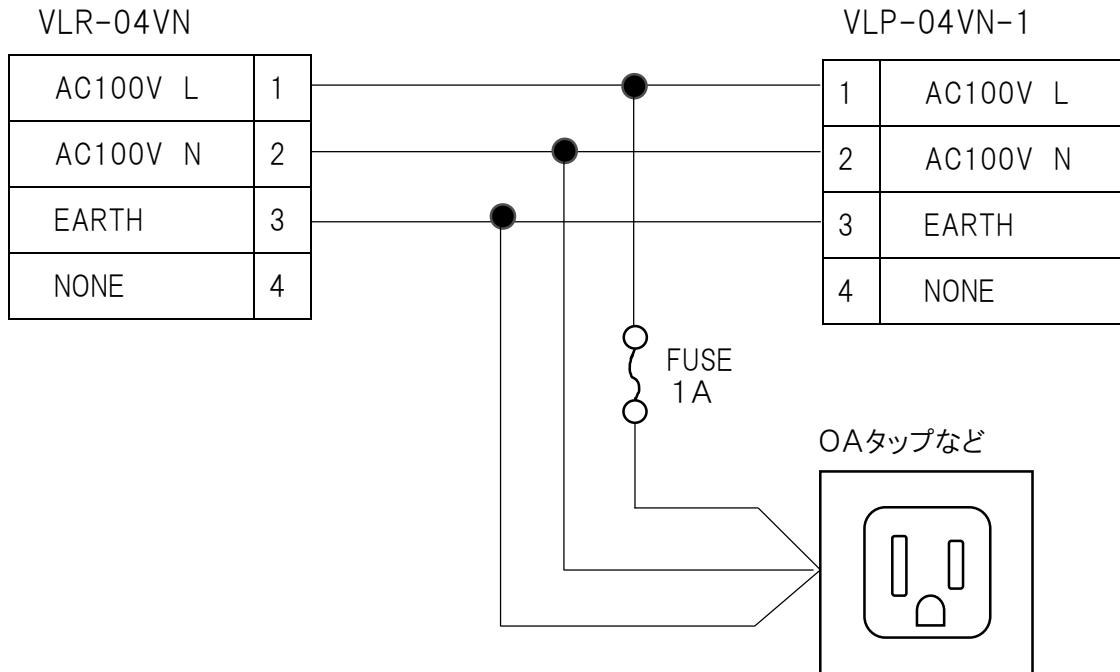 VLR-04VN
AC100V L 1
AC100V N 2
EARTH 3
NONE 4
VLP-04VN-1
1 AC100V L
2 AC100V N
3 EARTH
4 NONE
FUSE
1A
OAタップなど